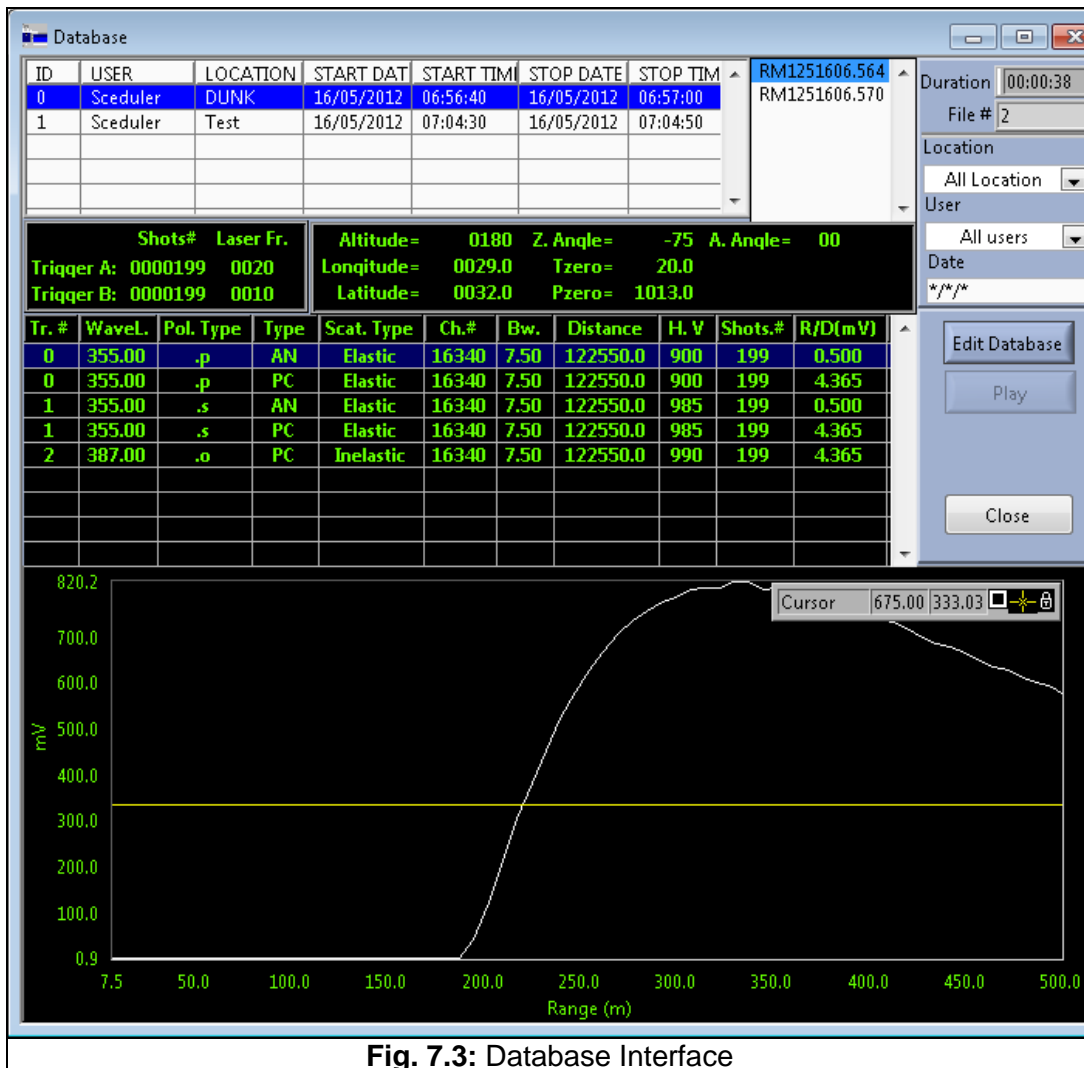 Database
ID USER LOCATION START DAT START TIMI STOP DATE STOP TIM
0 Sceduler DUNK 16/05/2012 06:56:40 16/05/2012 06:57:00
1 Sceduler Test 16/05/2012 07:04:30 16/05/2012 07:04:50
RM1251606.564
RM1251606.570
Duration 00:00:38
File # 2
Location
All Location
User
All users
Date
*/*/*
Shots# Laser Fr.
Trigger A: 0000199 0020
Trigger B: 0000199 0010
Altitude= 0180 Z. Angle= -75 A. Angle= 00
Longitude= 0029.0 Tzero= 20.0
Latitude= 0032.0 Pzero= 1013.0
Tr. # WaveL. Pol. Type Type Scat. Type Ch.# Bw. Distance H. V Shots.# R/D(mV)
0 355.00 .p AN Elastic 16340 7.50 122550.0 900 199 0.500
0 355.00 .p PC Elastic 16340 7.50 122550.0 900 199 4.365
1 355.00 .s AN Elastic 16340 7.50 122550.0 985 199 0.500
1 355.00 .s PC Elastic 16340 7.50 122550.0 985 199 4.365
2 387.00 .o PC Inelastic 16340 7.50 122550.0 990 199 4.365
Edit Database
Play
Close
Cursor 675.00 333.03
820.2
700.0
600.0
500.0
400.0
300.0
200.0
100.0
0.9
mV
7.5 50.0 100.0 150.0 200.0 250.0 300.0 350.0 400.0 450.0 500.0
Range (m)
Fig. 7.3: Database Interface